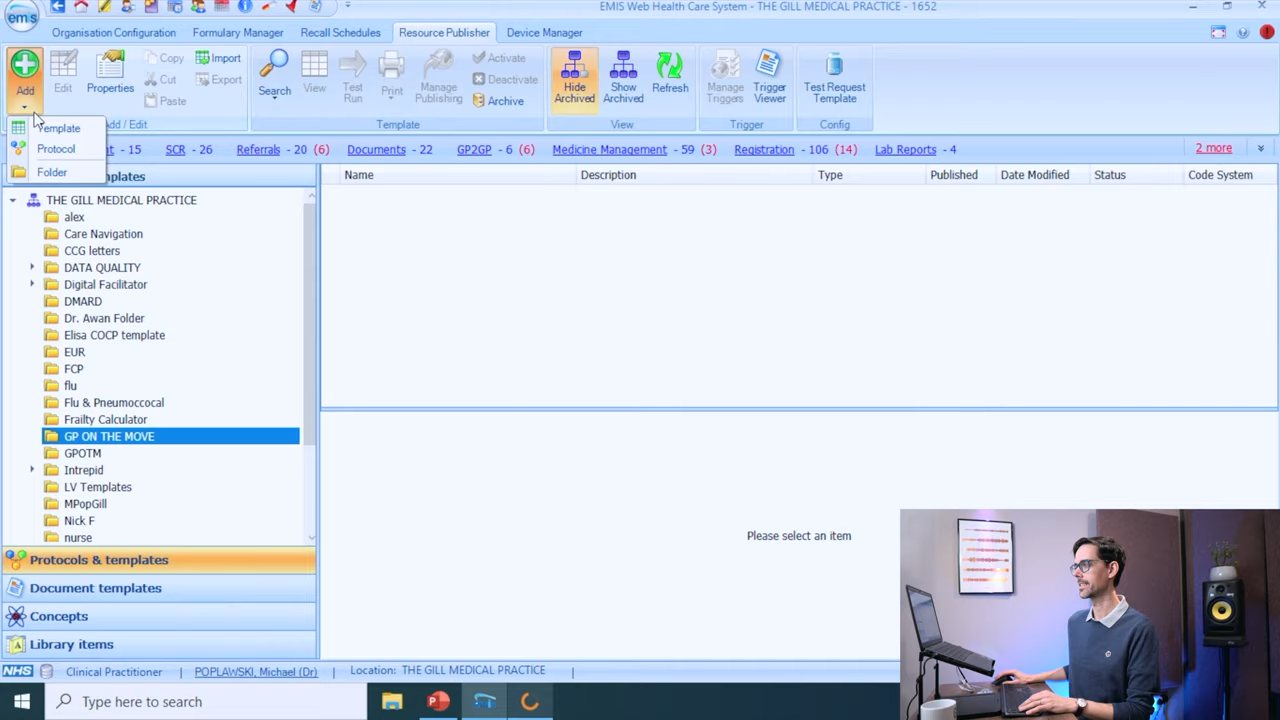 EMIS Web Health Care System - THE GILL MEDICAL PRACTICE - 1652
emis
Organisation Configuration Formulary Manager Recall Schedules Resource Publisher Device Manager
Add Edit Properties Copy Cut Paste Import Export
Search View Test Run Print Manage Publishing Activate Deactivate Archive
Hide Archived Show Archived Refresh
Manage Triggers Trigger Viewer
Test Request Template
Add / Edit Template View Trigger Config
Template
Protocol
Folder
t - 15 SCR - 26 Referrals - 20 (6) Documents - 22 GP2GP - 6 (6) Medicine Management - 59 (3) Registration - 106 (14) Lab Reports - 4 2 more
mplates
Name Description Type Published Date Modified Status Code System
THE GILL MEDICAL PRACTICE
alex
Care Navigation
CCG letters
DATA QUALITY
Digital Facilitator
DMARD
Dr. Awan Folder
Elisa COCP template
EUR
FCP
flu
Flu & Pneumoccocal
Frailty Calculator
GP ON THE MOVE
GPOTM
Intrepid
LV Templates
MPopGill
Nick F
nurse
Please select an item
Protocols & templates
Document templates
Concepts
Library items
NHS Clinical Practitioner POPLAWSKI, Michael (Dr) Location: THE GILL MEDICAL PRACTICE
Type here to search